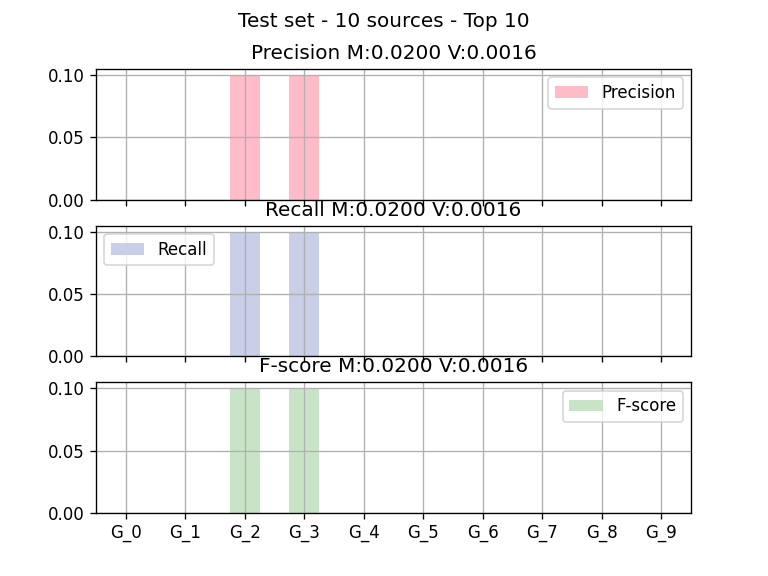 Test set - 10 sources - Top 10
Precision M:0.0200 V:0.0016
0.10
0.05
0.00
Precision
Recall M:0.0200 V:0.0016
0.10
0.05
0.00
Recall
F-score M:0.0200 V:0.0016
0.10
0.05
0.00
F-score
G_0 G_1 G_2 G_3 G_4 G_5 G_6 G_7 G_8 G_9